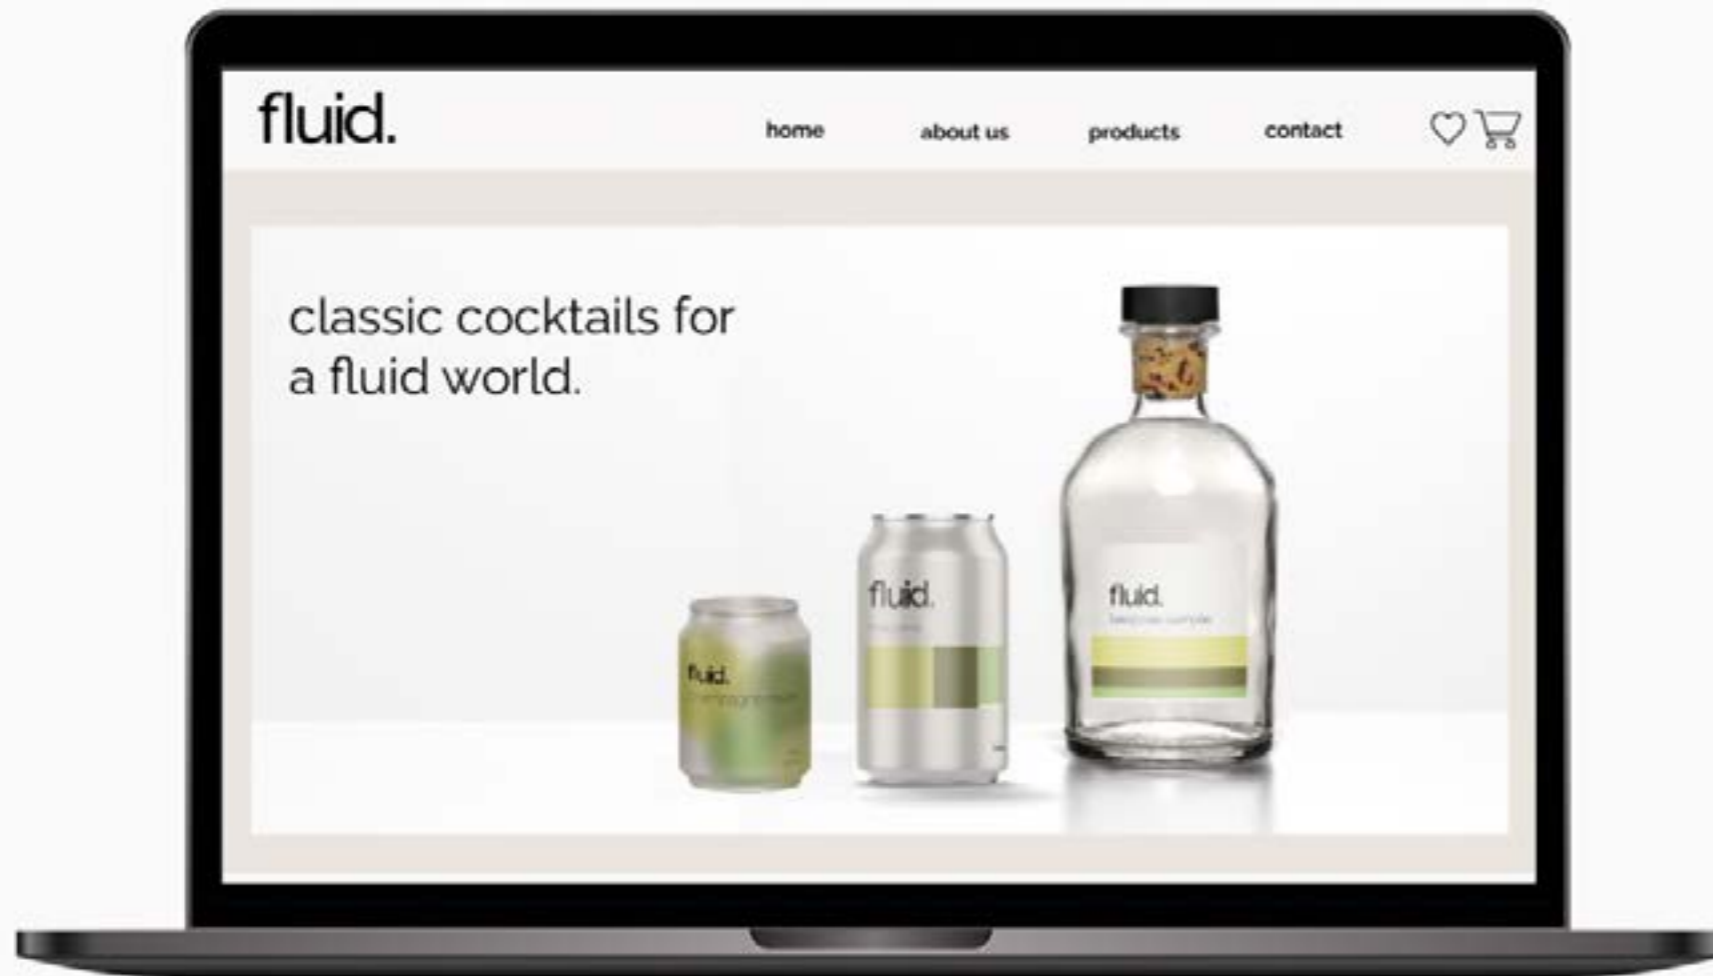 fluid.
home
about us
products
contact
classic cocktails for
a fluid world.
fluid.
fluid.
fluid.